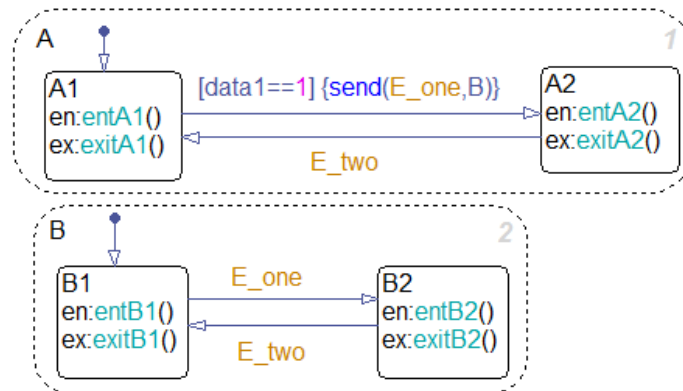 A
1
A1
en:entA1()
ex:exitA1()
[data1==1] {send(E_one,B)}
A2
en:entA2()
ex:exitA2()
E_two
B
2
B1
en:entB1()
ex:exitB1()
E_one
B2
en:entB2()
ex:exitB2()
E_two